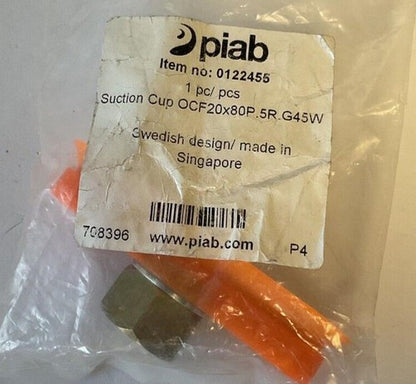 piab
Item no: 0122455
1 pc/ pcs
Suction Cup OCF20x80P.5R.G45W
Swedish design/ made in
Singapore
708396 www.piab.com P4